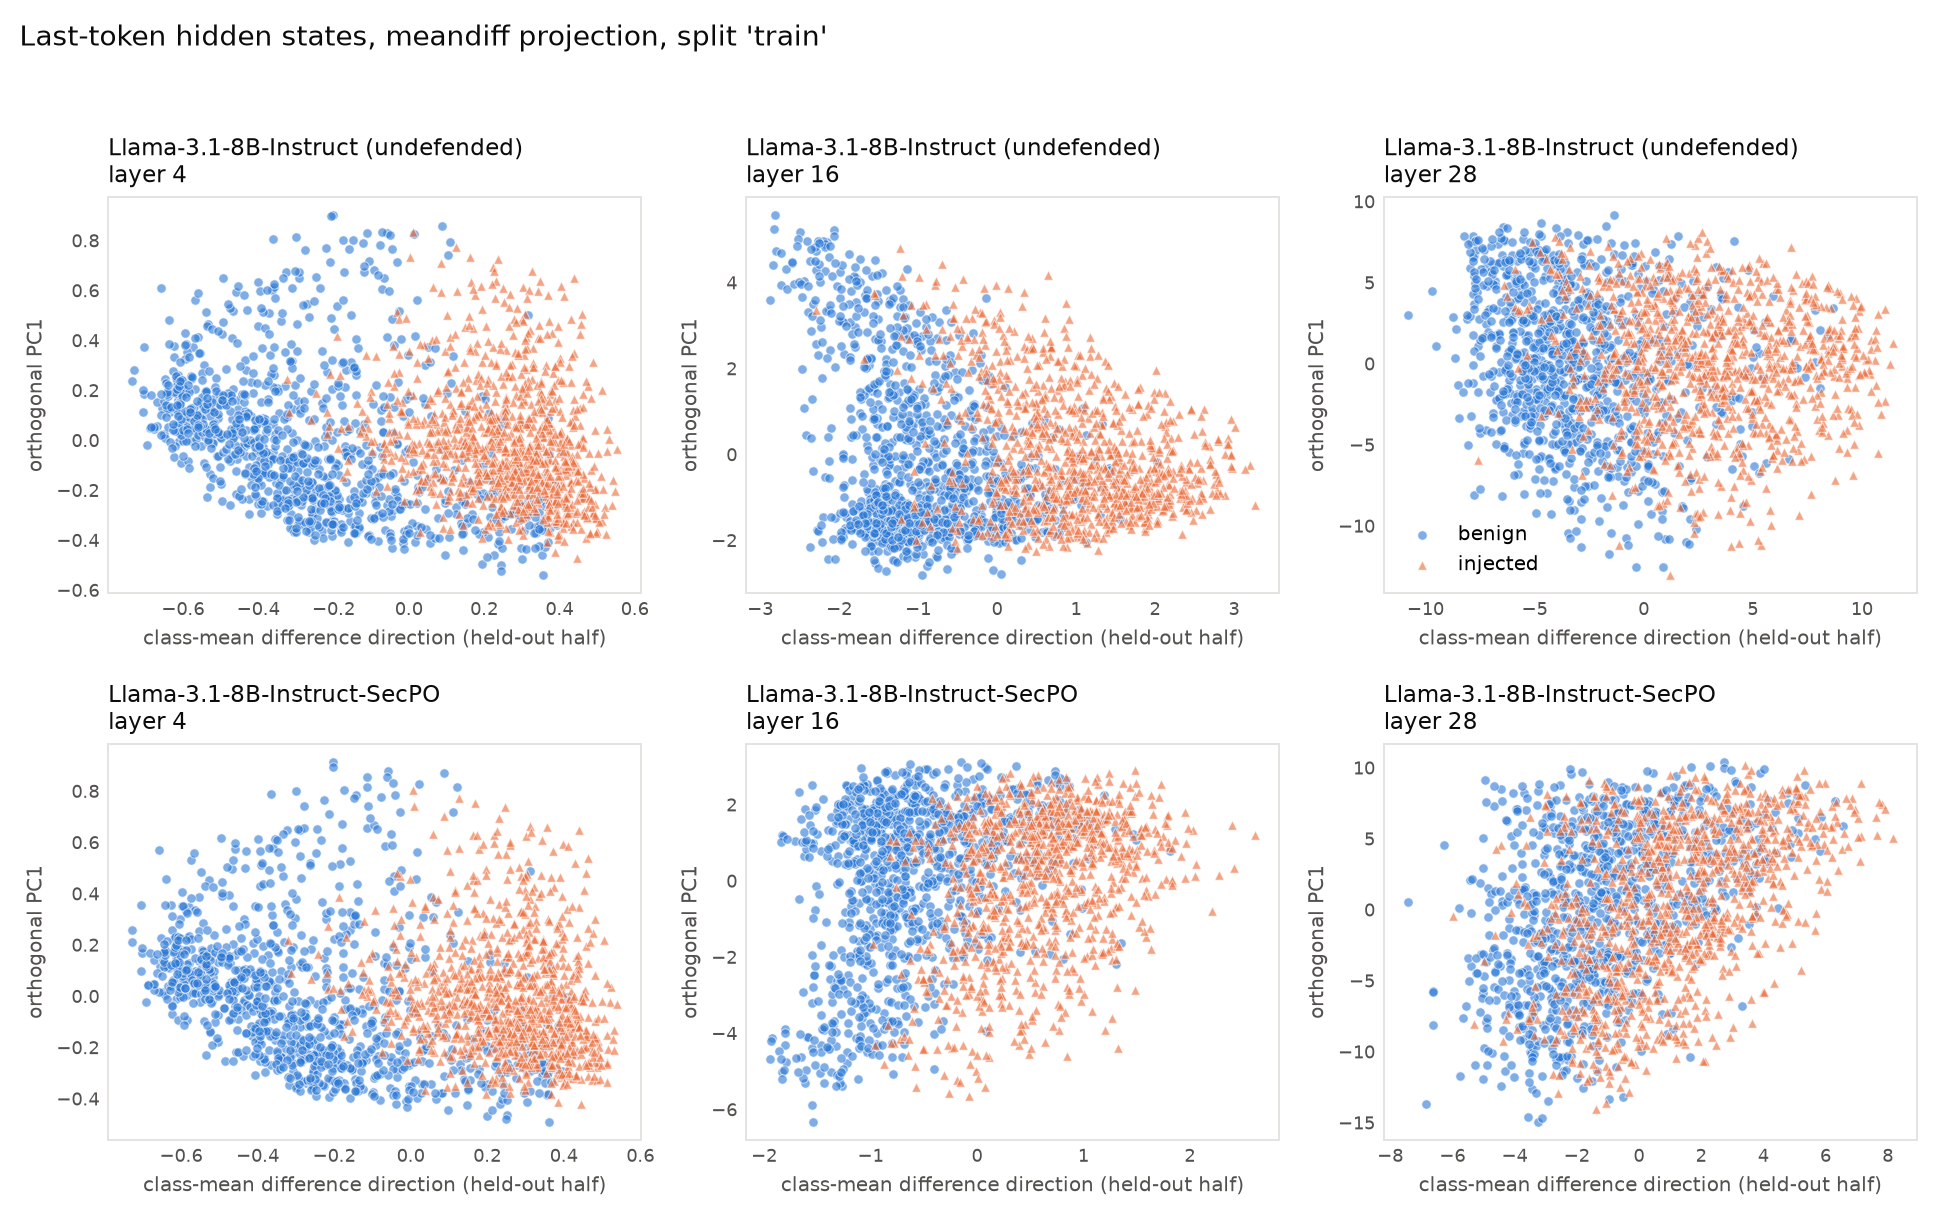 Last-token hidden states, meandiff projection, split 'train'
Llama-3.1-8B-Instruct (undefended)
layer 4
Llama-3.1-8B-Instruct (undefended)
layer 16
Llama-3.1-8B-Instruct (undefended)
layer 28
orthogonal PC1
0.8
0.6
0.4
0.2
0.0
−0.2
−0.4
−0.6
−0.6 −0.4 −0.2 0.0 0.2 0.4 0.6
class-mean difference direction (held-out half)
orthogonal PC1
4
2
0
−2
−3 −2 −1 0 1 2 3
class-mean difference direction (held-out half)
orthogonal PC1
10
5
0
−5
−10
benign
injected
−10 −5 0 5 10
class-mean difference direction (held-out half)
Llama-3.1-8B-Instruct-SecPO
layer 4
Llama-3.1-8B-Instruct-SecPO
layer 16
Llama-3.1-8B-Instruct-SecPO
layer 28
orthogonal PC1
0.8
0.6
0.4
0.2
0.0
−0.2
−0.4
−0.6 −0.4 −0.2 0.0 0.2 0.4 0.6
class-mean difference direction (held-out half)
orthogonal PC1
2
0
−2
−4
−6
−2 −1 0 1 2
class-mean difference direction (held-out half)
orthogonal PC1
10
5
0
−5
−10
−15
−8 −6 −4 −2 0 2 4 6 8
class-mean difference direction (held-out half)